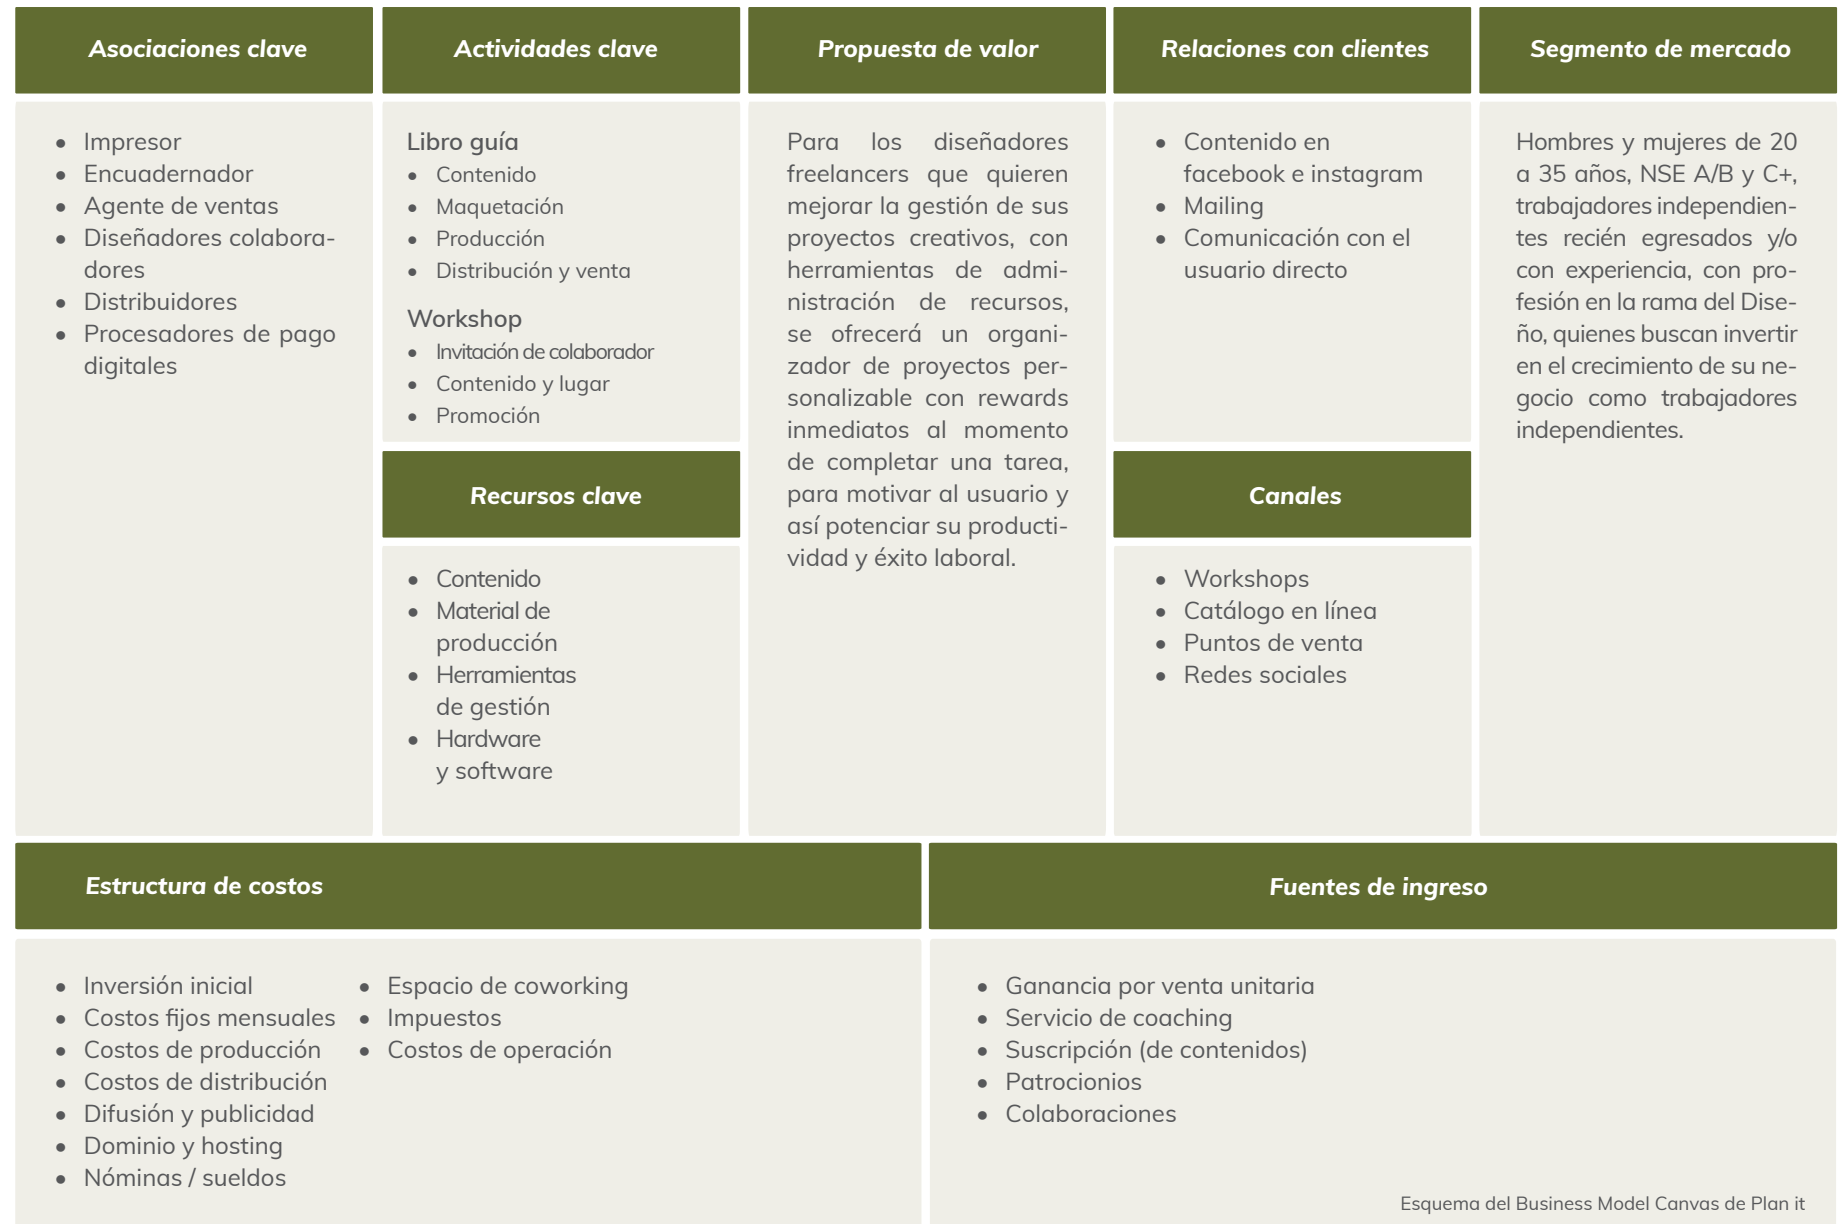 Asociaciones clave
Impresor
Encuadernador
Agente de ventas
Diseñadores colabora-
dores
Distribuidores
Procesadores de pago
digitales
Actividades clave
Libro guía
Contenido
Maquetación
Producción
Distribución y venta
Workshop
Invitación de colaborador
Contenido y lugar
Promoción
Recursos clave
Contenido
Material de
producción
Herramientas
de gestión
Hardware
y software
Propuesta de valor
Para los diseñadores
freelancers que quieren
mejorar la gestión de sus
proyectos creativos, con
herramientas de admi-
nistración de recursos,
se ofrecerá un organi-
zador de proyectos per-
sonalizable con rewards
inmediatos al momento
de completar una tarea,
para motivar al usuario y
así potenciar su producti-
vidad y éxito laboral.
Relaciones con clientes
Contenido en
facebook e instagram
Mailing
Comunicación con el
usuario directo
Canales
Workshops
Catálogo en línea
Puntos de venta
Redes sociales
Segmento de mercado
Hombres y mujeres de 20
a 35 años, NSE A/B y C+,
trabajadores independien-
tes recién egresados y/o
con experiencia, con pro-
fesión en la rama del Dise-
ño, quienes buscan invertir
en el crecimiento de su ne-
gocio como trabajadores
independientes.
Estructura de costos
Inversión inicial
Costos fijos mensuales
Costos de producción
Costos de distribución
Difusión y publicidad
Dominio y hosting
Nóminas / sueldos
Espacio de coworking
Impuestos
Costos de operación
Fuentes de ingreso
Ganancia por venta unitaria
Servicio de coaching
Suscripción (de contenidos)
Patrocionios
Colaboraciones
Esquema del Business Model Canvas de Plan it